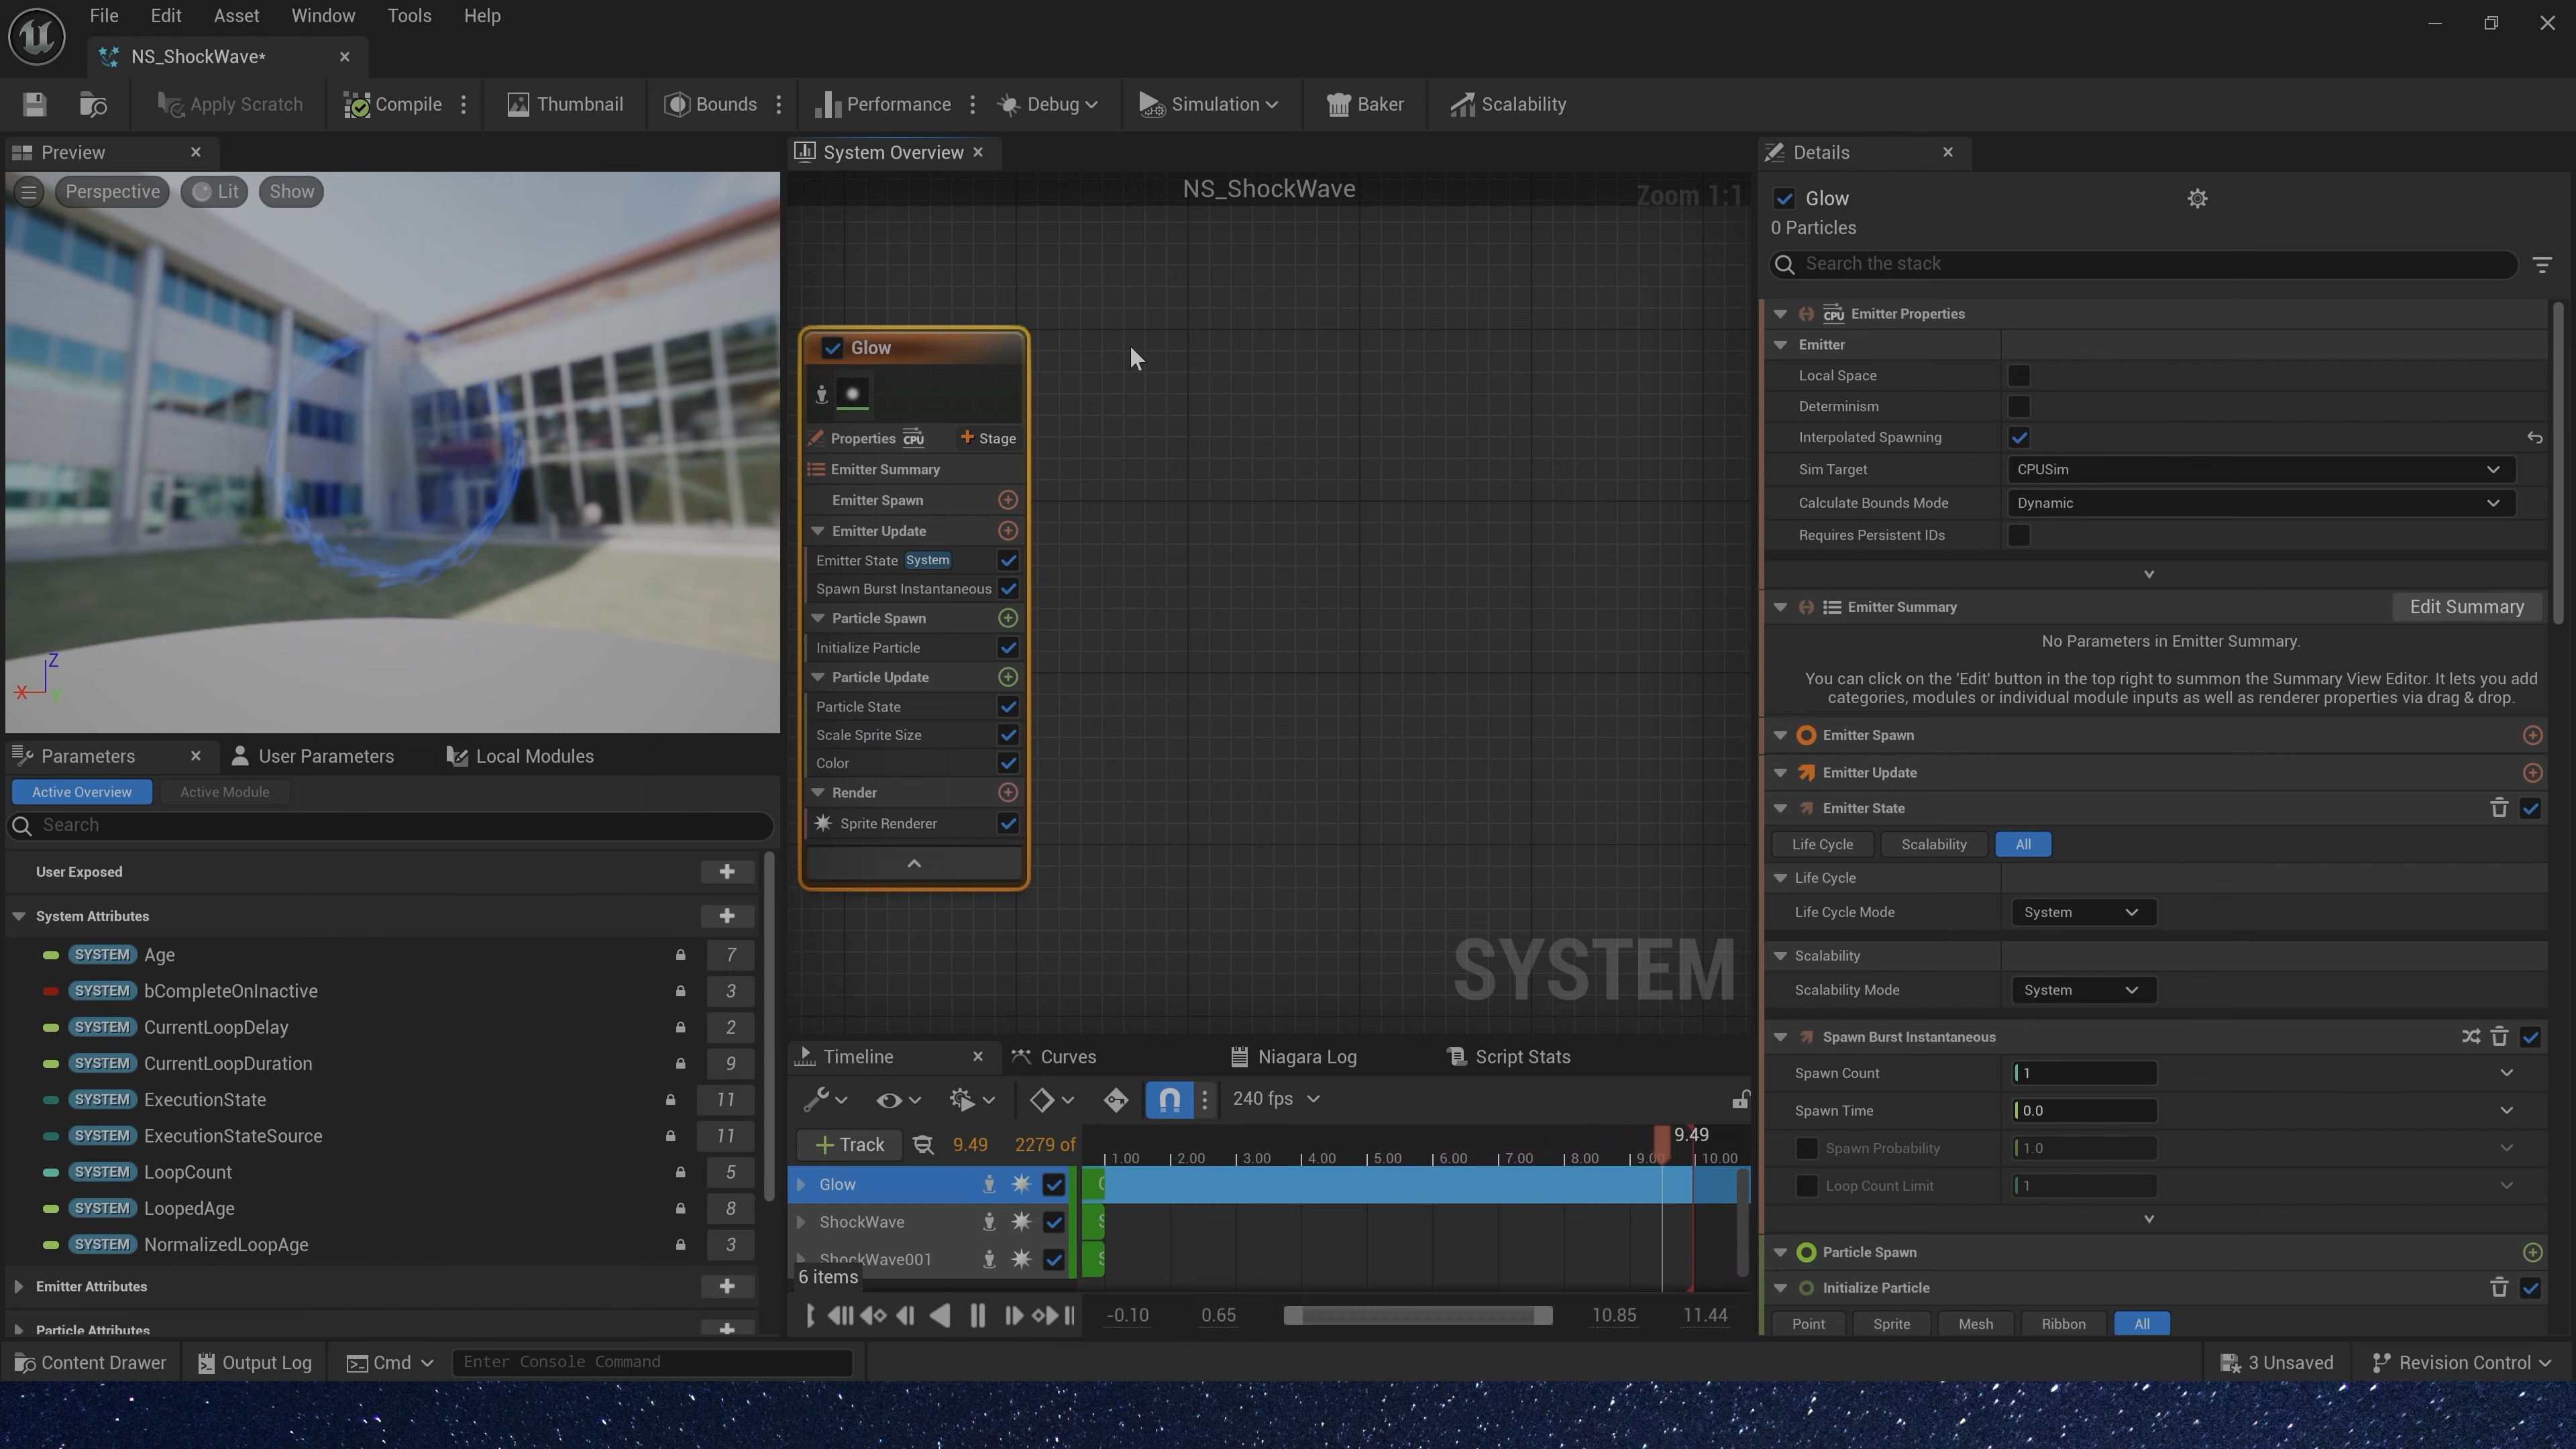 File Edit Asset Window Tools Help
NS_ShockWave*
Apply Scratch Compile Thumbnail Bounds Performance Debug Simulation Baker Scalability
Preview
Perspective Lit Show
Z
X Y
Parameters User Parameters Local Modules
Active Overview Active Module
Search
User Exposed
System Attributes
SYSTEM Age 7
SYSTEM bCompleteOnInactive 3
SYSTEM CurrentLoopDelay 2
SYSTEM CurrentLoopDuration 9
SYSTEM ExecutionState 11
SYSTEM ExecutionStateSource 11
SYSTEM LoopCount 5
SYSTEM LoopedAge 8
SYSTEM NormalizedLoopAge 3
Emitter Attributes
Particle Attributes
System Overview
NS_ShockWave
Zoom 1:1
Glow
Properties CPU Stage
Emitter Summary
Emitter Spawn
Emitter Update
Emitter State System
Spawn Burst Instantaneous
Particle Spawn
Initialize Particle
Particle Update
Particle State
Scale Sprite Size
Color
Render
Sprite Renderer
SYSTEM
Timeline Curves Niagara Log Script Stats
240 fps
Track 9.49 2279 of
9.49
1.00 2.00 3.00 4.00 5.00 6.00 7.00 8.00 9.00 10.00
Glow
ShockWave
ShockWave001
6 items
-0.10 0.65 10.85 11.44
Details
Glow
0 Particles
Search the stack
CPU Emitter Properties
Emitter
Local Space
Determinism
Interpolated Spawning
Sim Target CPUSim
Calculate Bounds Mode Dynamic
Requires Persistent IDs
Emitter Summary Edit Summary
No Parameters in Emitter Summary.
You can click on the 'Edit' button in the top right to summon the Summary View Editor. It lets you add
categories, modules or individual module inputs as well as renderer properties via drag & drop.
Emitter Spawn
Emitter Update
Emitter State
Life Cycle Scalability All
Life Cycle
Life Cycle Mode System
Scalability
Scalability Mode System
Spawn Burst Instantaneous
Spawn Count 1
Spawn Time 0.0
Spawn Probability 1.0
Loop Count Limit 1
Particle Spawn
Initialize Particle
Point Sprite Mesh Ribbon All
Content Drawer Output Log Cmd Enter Console Command 3 Unsaved Revision Control